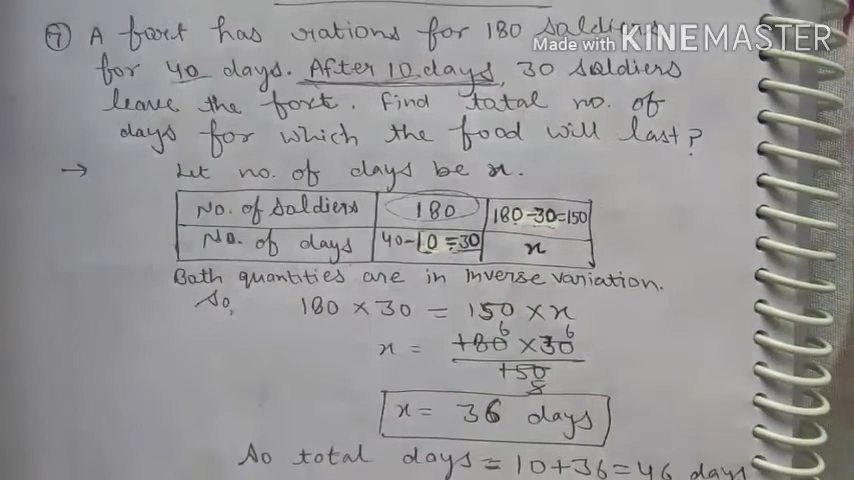 ⑦ A fort has rations for 180 soldiers
Made with KINEMASTER
for 40 days. After 10 days, 30 soldiers
leave the fort. Find total no. of
days for which the food will last?
→ Let no. of days be x.
No. of soldiers 180 180-30=150
No. of days 40-10=30 x
Both quantities are in inverse variation.
So, 180 × 30 = 150 × x
x = 180 6 × 30 6
150
5
x = 36 days
So total days = 10+36=46 days